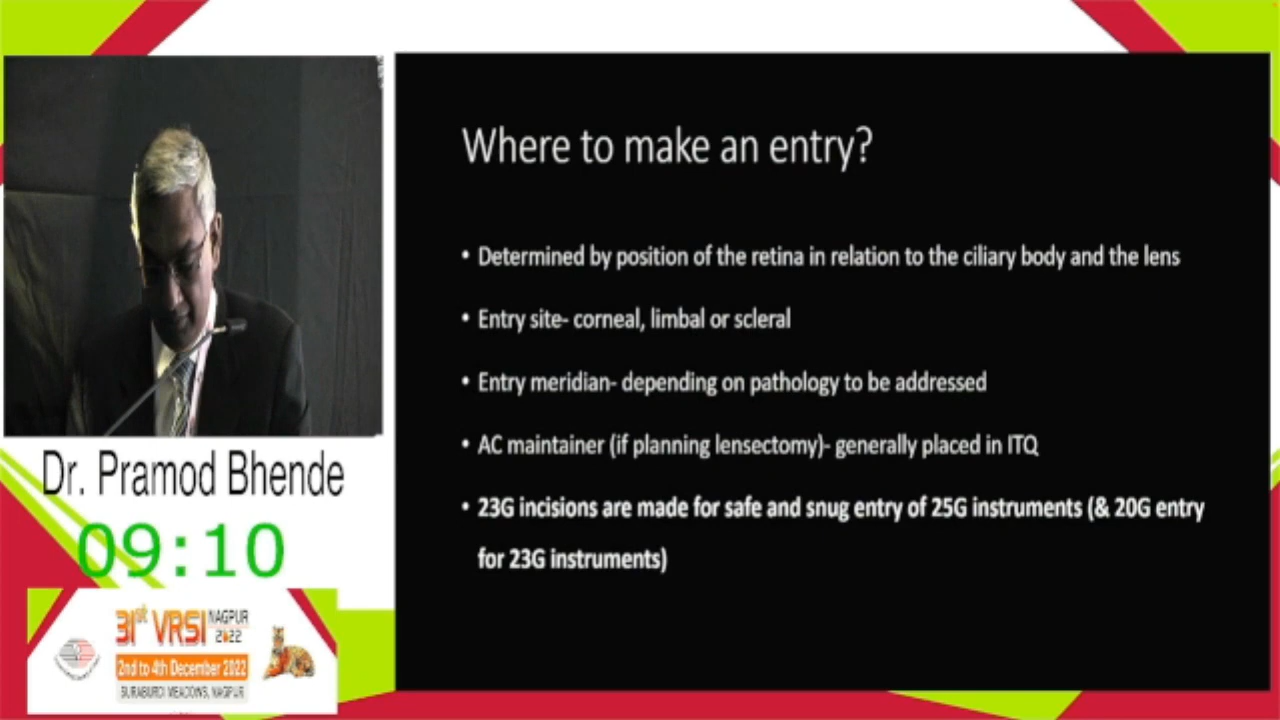 Where to make an entry?
• Determined by position of the retina in relation to the ciliary body and the lens
• Entry site- corneal, limbal or scleral
• Entry meridian- depending on pathology to be addressed
• AC maintainer (if planning lensectomy)- generally placed in ITQ
• 23G incisions are made for safe and snug entry of 25G instruments (& 20G entry
for 23G instruments)
Dr. Pramod Bhende
09:10
31st VRSI NAGPUR
2022
2nd to 4th December 2022
SURABURDI MEADOWS, NAGPUR